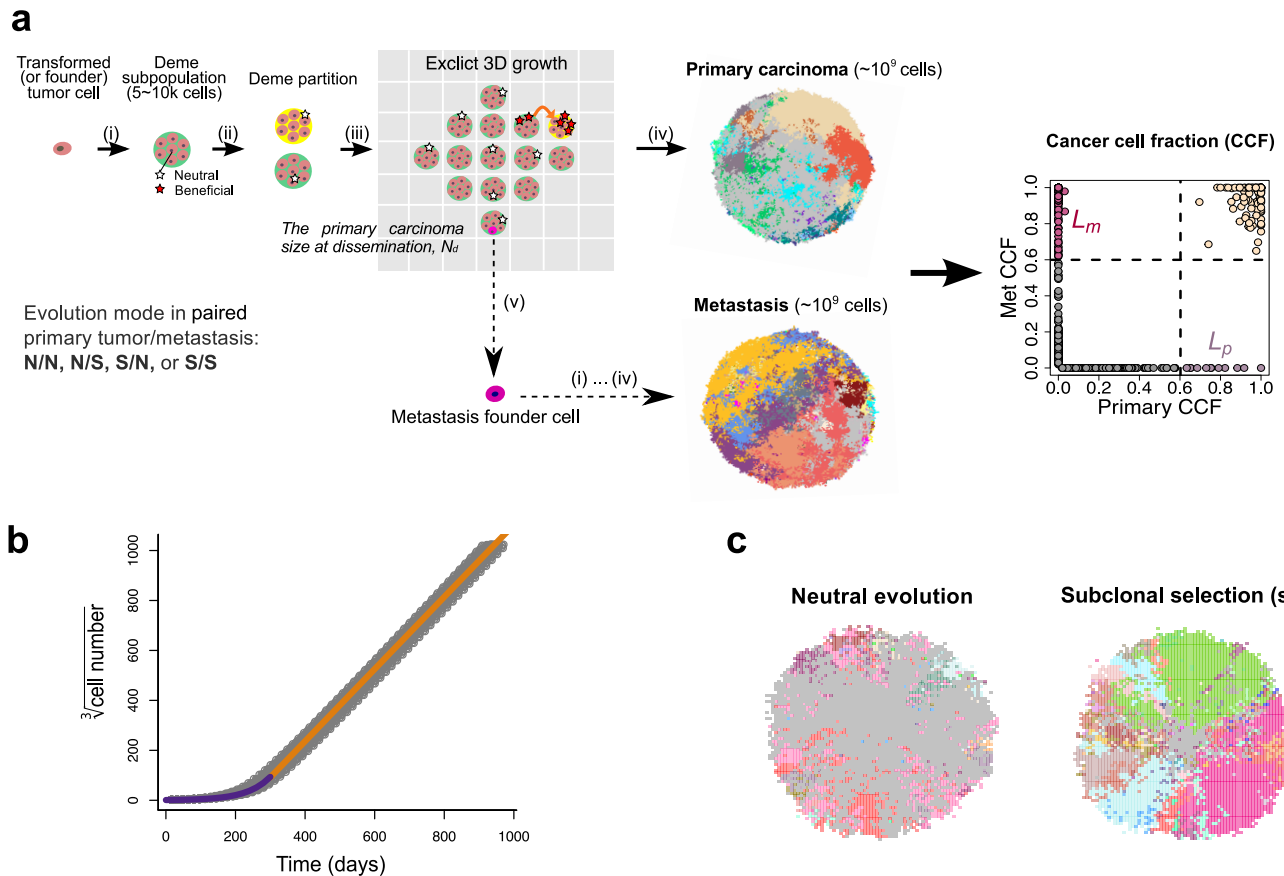 a
Transformed
(or founder)
tumor cell
Deme
subpopulation
(5~10k cells)
Deme partition
Exclict 3D growth
(i)
(ii)
(iii)
(iv)
Neutral
Beneficial
The primary carcinoma
size at dissemination, Nd
(v)
Evolution mode in paired
primary tumor/metastasis:
N/N, N/S, S/N, or S/S
Metastasis founder cell
(i) ... (iv)
Primary carcinoma (~10⁹ cells)
Metastasis (~10⁹ cells)
Cancer cell fraction (CCF)
Met CCF
1.0
0.8
0.6
0.4
0.2
0.0
Lm
Lp
0.0 0.2 0.4 0.6 0.8 1.0
Primary CCF
b
∛cell number
1000
800
600
400
200
0
0 200 400 600 800 1000
Time (days)
c
Neutral evolution
Subclonal selection (s